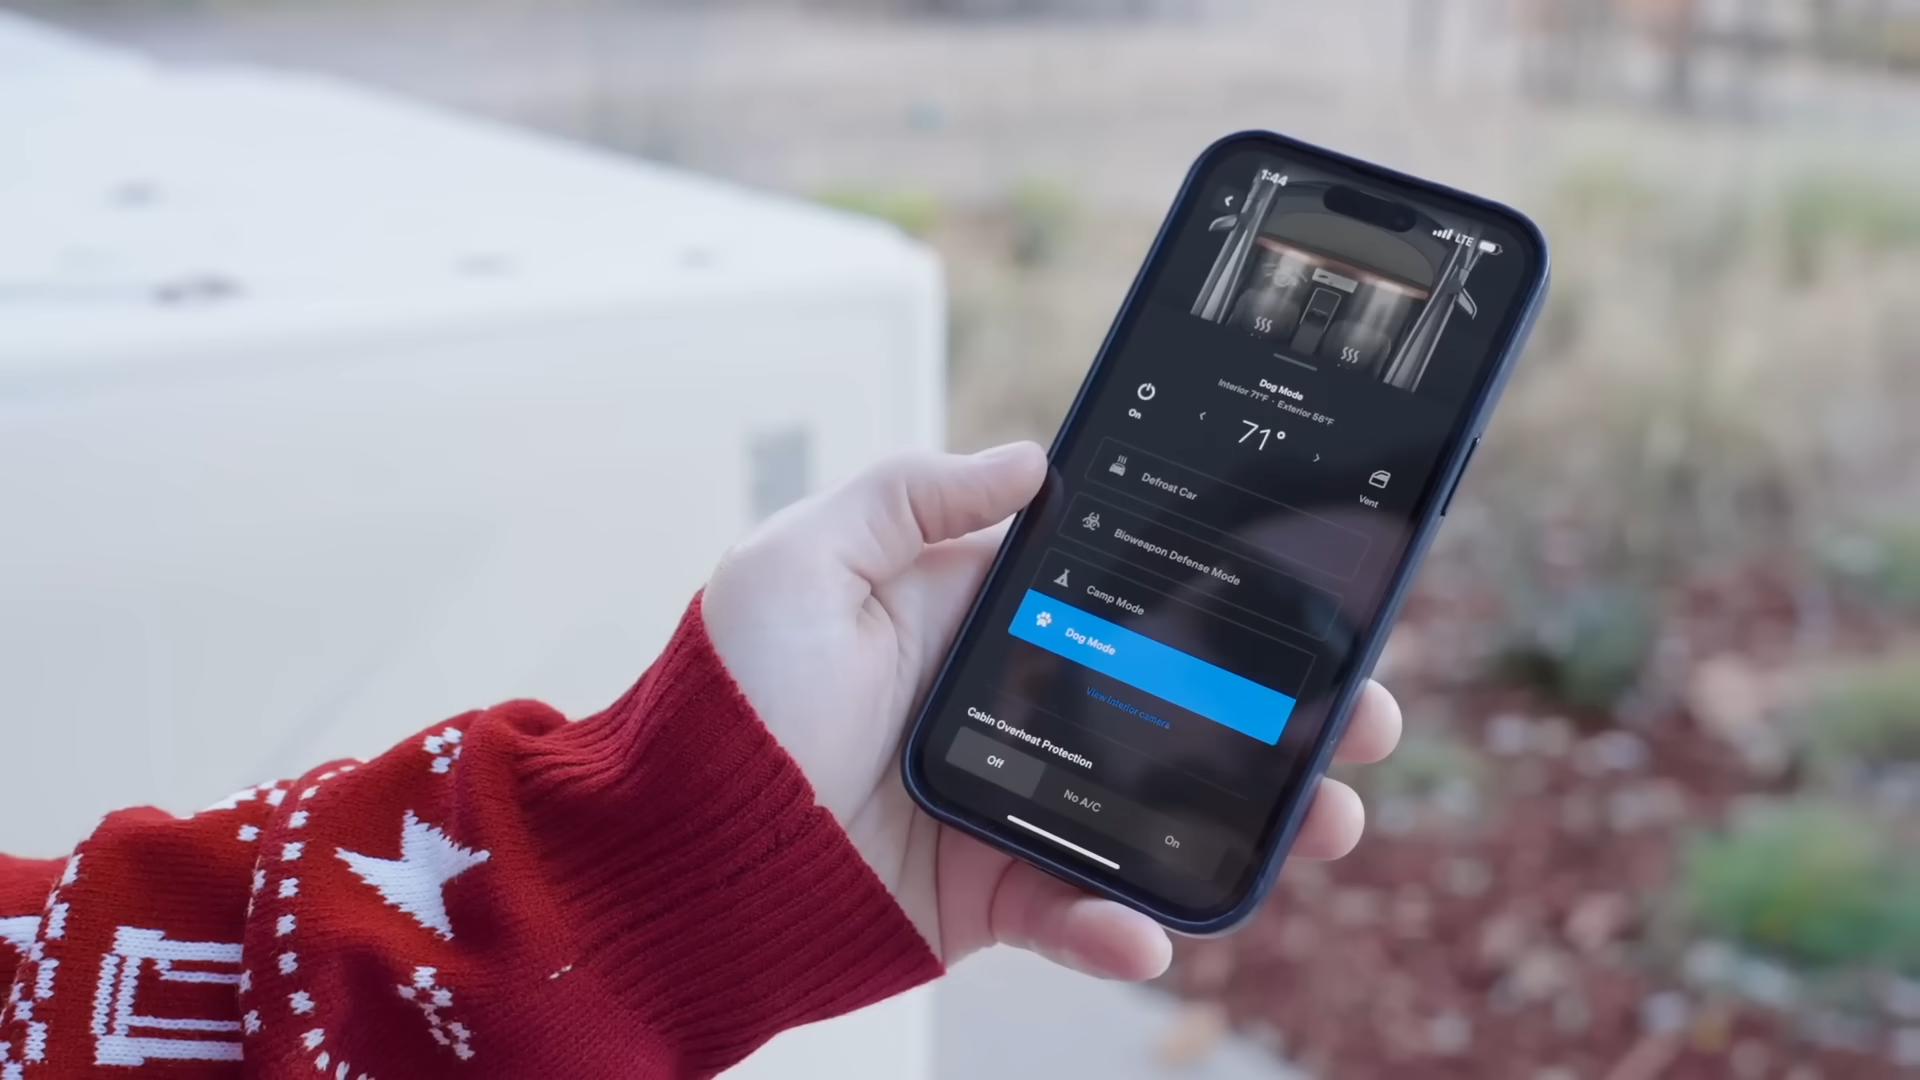 1:44
LTE
Dog Mode
Interior 71°F · Exterior 56°F
On
71°
Vent
Defrost Car
Bioweapon Defense Mode
Camp Mode
Dog Mode
View interior camera
Cabin Overheat Protection
Off
No A/C
On